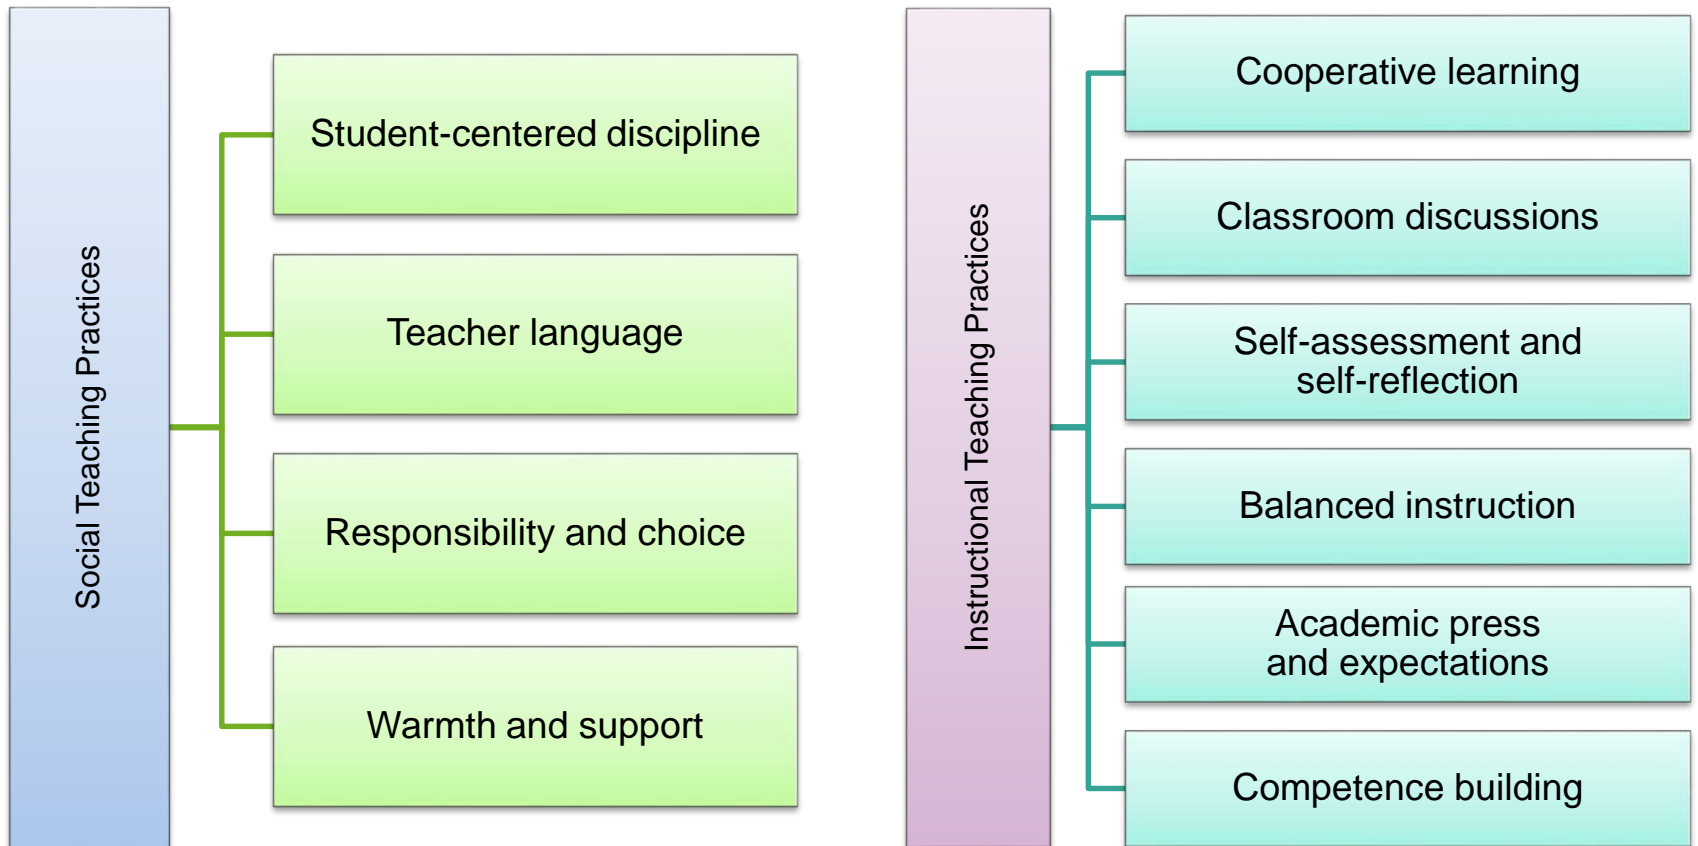 Social Teaching Practices
Student-centered discipline
Teacher language
Responsibility and choice
Warmth and support
Instructional Teaching Practices
Cooperative learning
Classroom discussions
Self-assessment and
self-reflection
Balanced instruction
Academic press
and expectations
Competence building